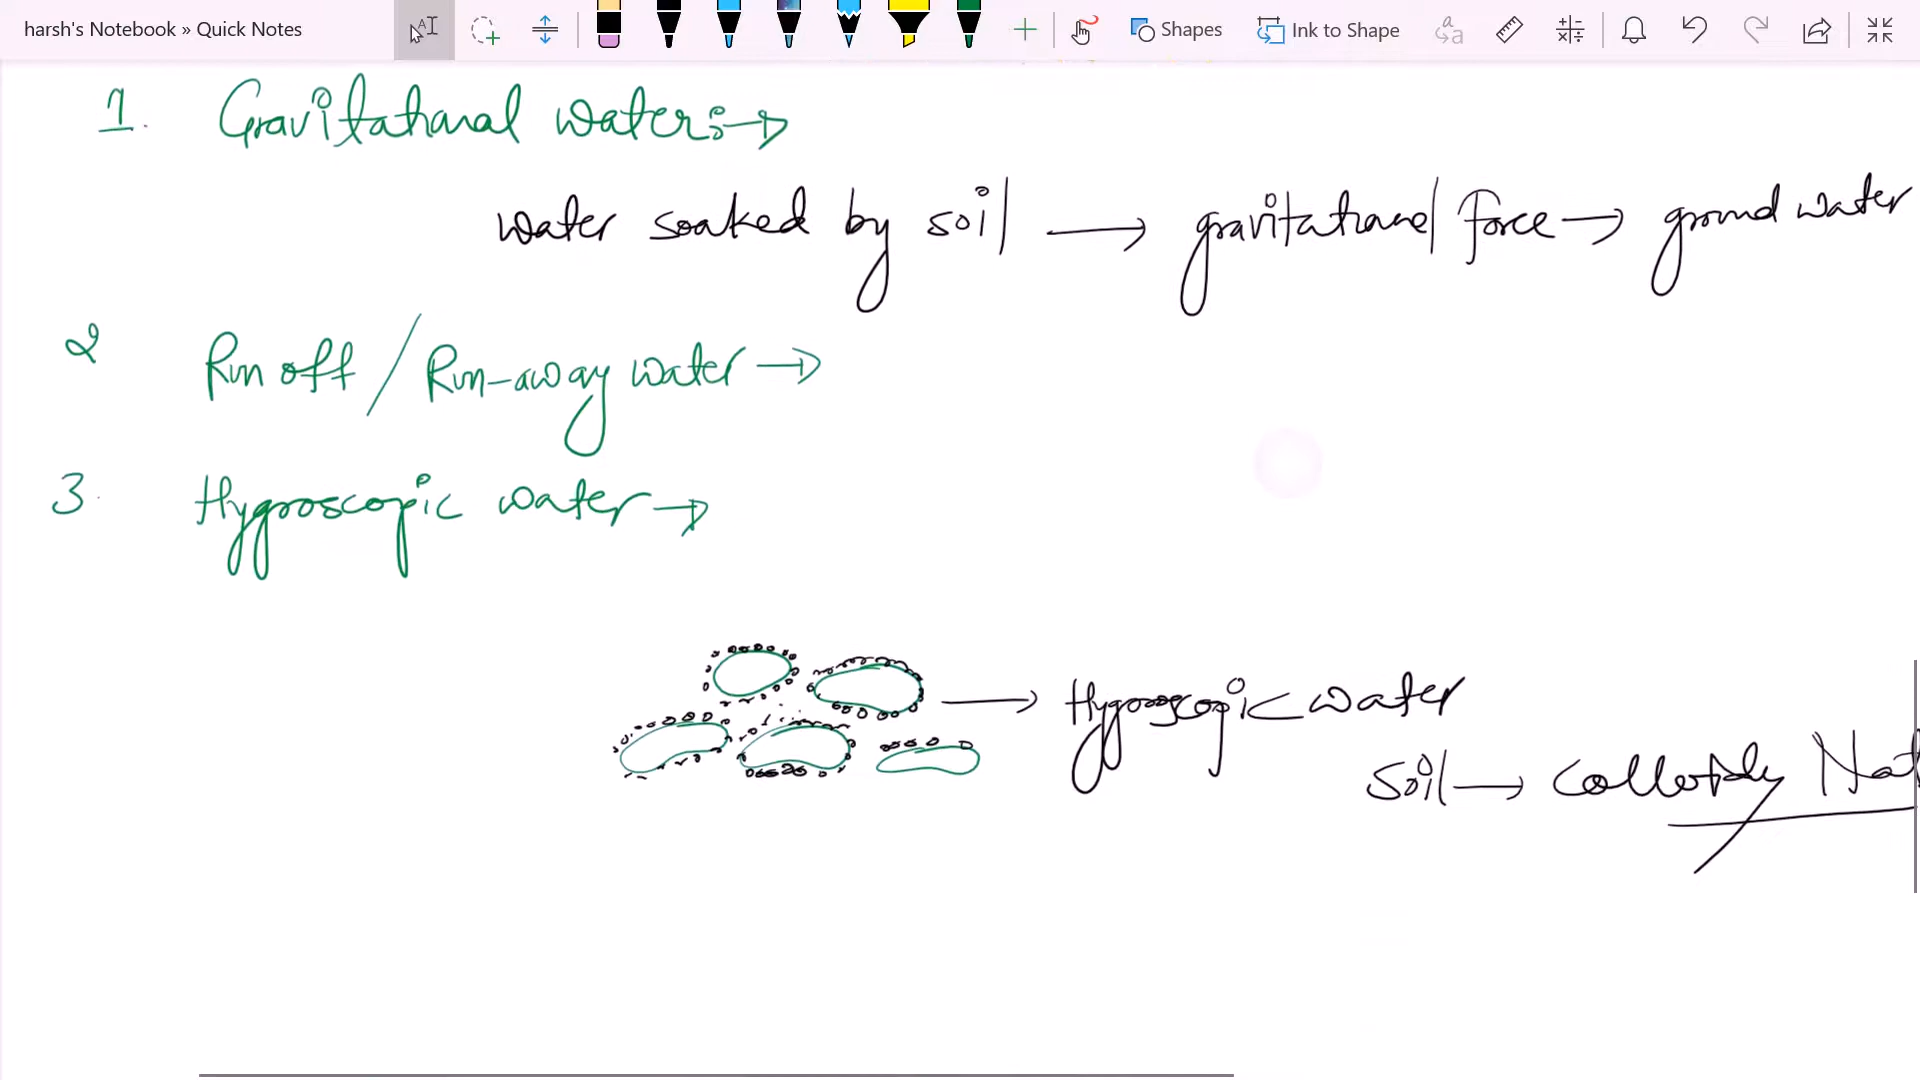 harsh's Notebook » Quick Notes
Shapes
Ink to Shape
1. Gravitational water:→
water soaked by soil → gravitational force → ground water
2 Run off / Run-away water →
3. Hygroscopic water →
→ Hygroscopic water
soil →